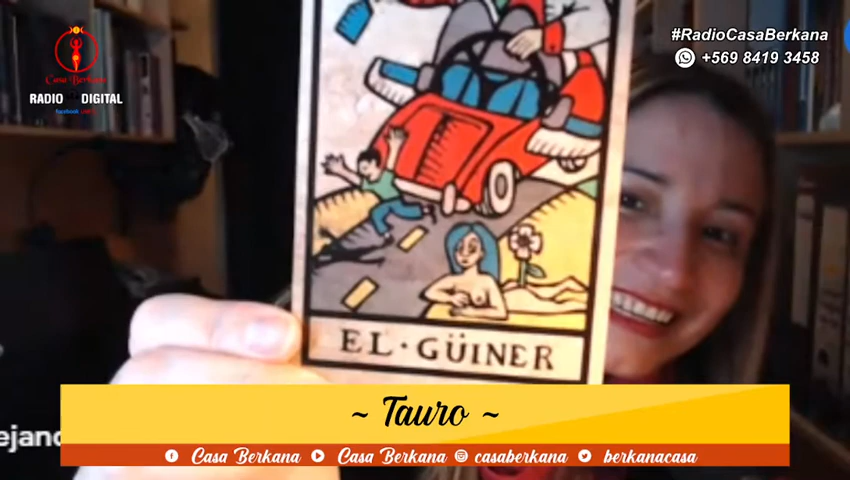 #RadioCasaBerkana
+569 8419 3458
Casa Berkana
RADIO DIGITAL
EL·GÜINER
~ Tauro ~
Casa Berkana Casa Berkana casaberkana berkanacasa